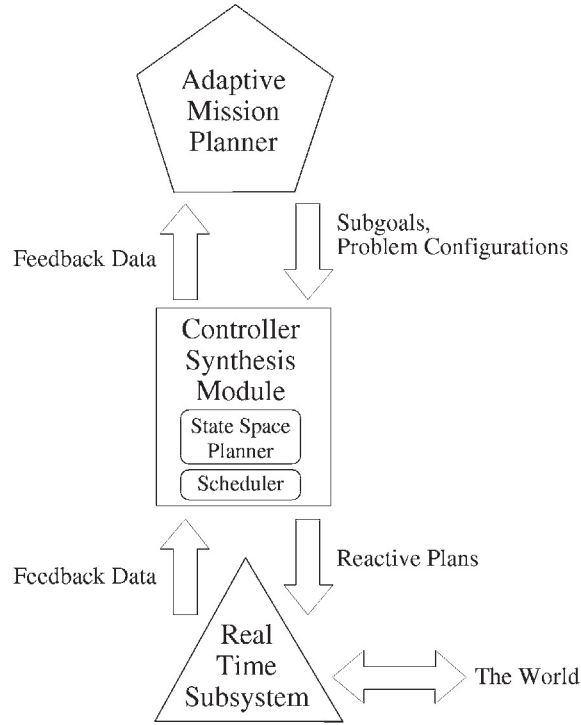 Adaptive
Mission
Planner
Feedback Data
Subgoals,
Problem Configurations
Controller
Synthesis
Module
State Space
Planner
Scheduler
Feedback Data
Reactive Plans
Real
Time
Subsystem
The World